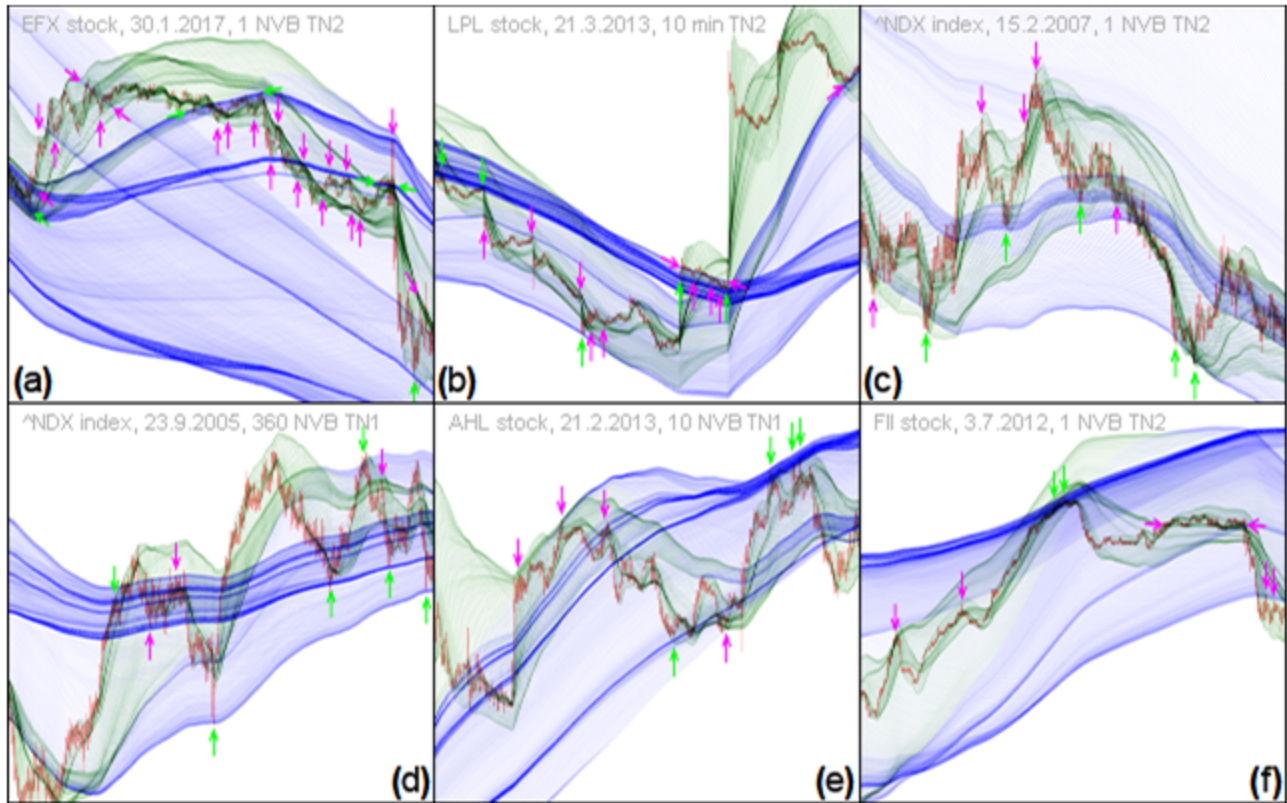 EFX stock, 30.1.2017, 1 NVB TN2
LPL stock, 21.3.2013, 10 min TN2
^NDX index, 15.2.2007, 1 NVB TN2
(a)
(b)
(c)
^NDX index, 23.9.2005, 360 NVB TN1
AHL stock, 21.2.2013, 10 NVB TN1
FII stock, 3.7.2012, 1 NVB TN2
(d)
(e)
(f)